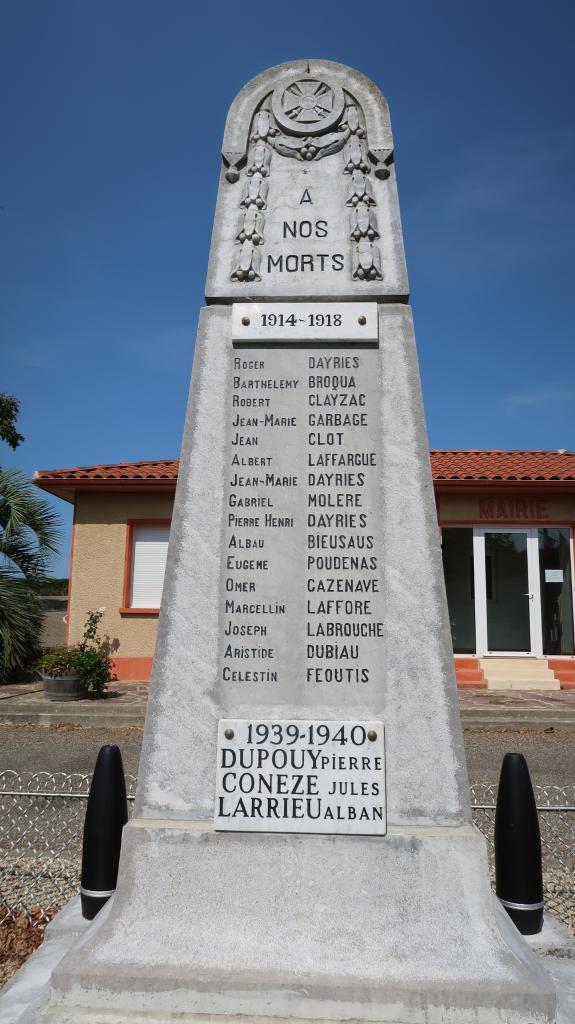 A
NOS
MORTS
1914-1918
ROGER DAYRIES
BARTHELEMY BROQUA
ROBERT CLAYZAC
JEAN-MARIE GARBAGE
JEAN CLOT
ALBERT LAFFARGUE
JEAN-MARIE DAYRIES
GABRIEL MOLERE
PIERRE HENRI DAYRIES
ALBAU BIEUSAUS
EUGENE POUDENAS
OMER CAZENAVE
MARCELLIN LAFFORE
JOSEPH LABROUCHE
ARISTIDE DUBIAU
CELESTIN FEOUTIS
1939-1940
DUPOUY PIERRE
CONEZE JULES
LARRIEU ALBAN
MAIRIE